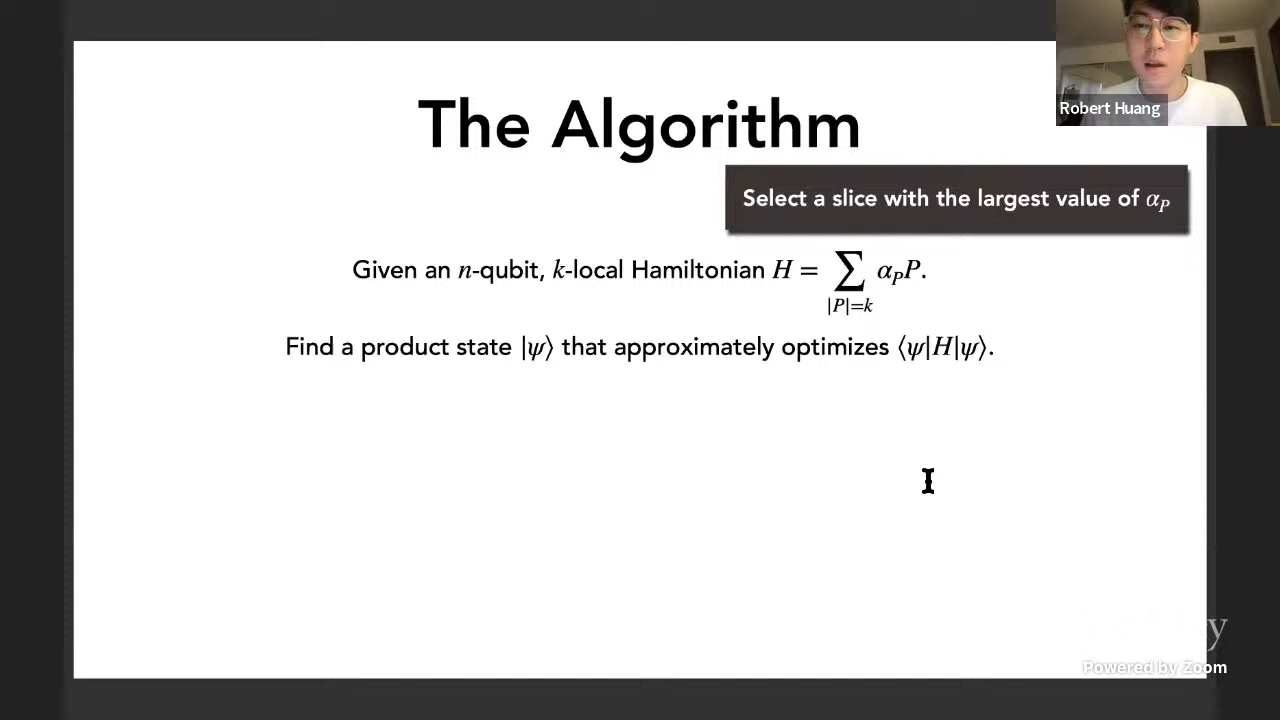 Robert Huang
The Algorithm
Select a slice with the largest value of α_P
Given an n-qubit, k-local Hamiltonian H = ∑_{|P|=k} α_P P.
Find a product state |ψ⟩ that approximately optimizes ⟨ψ|H|ψ⟩.
Powered by Zoom